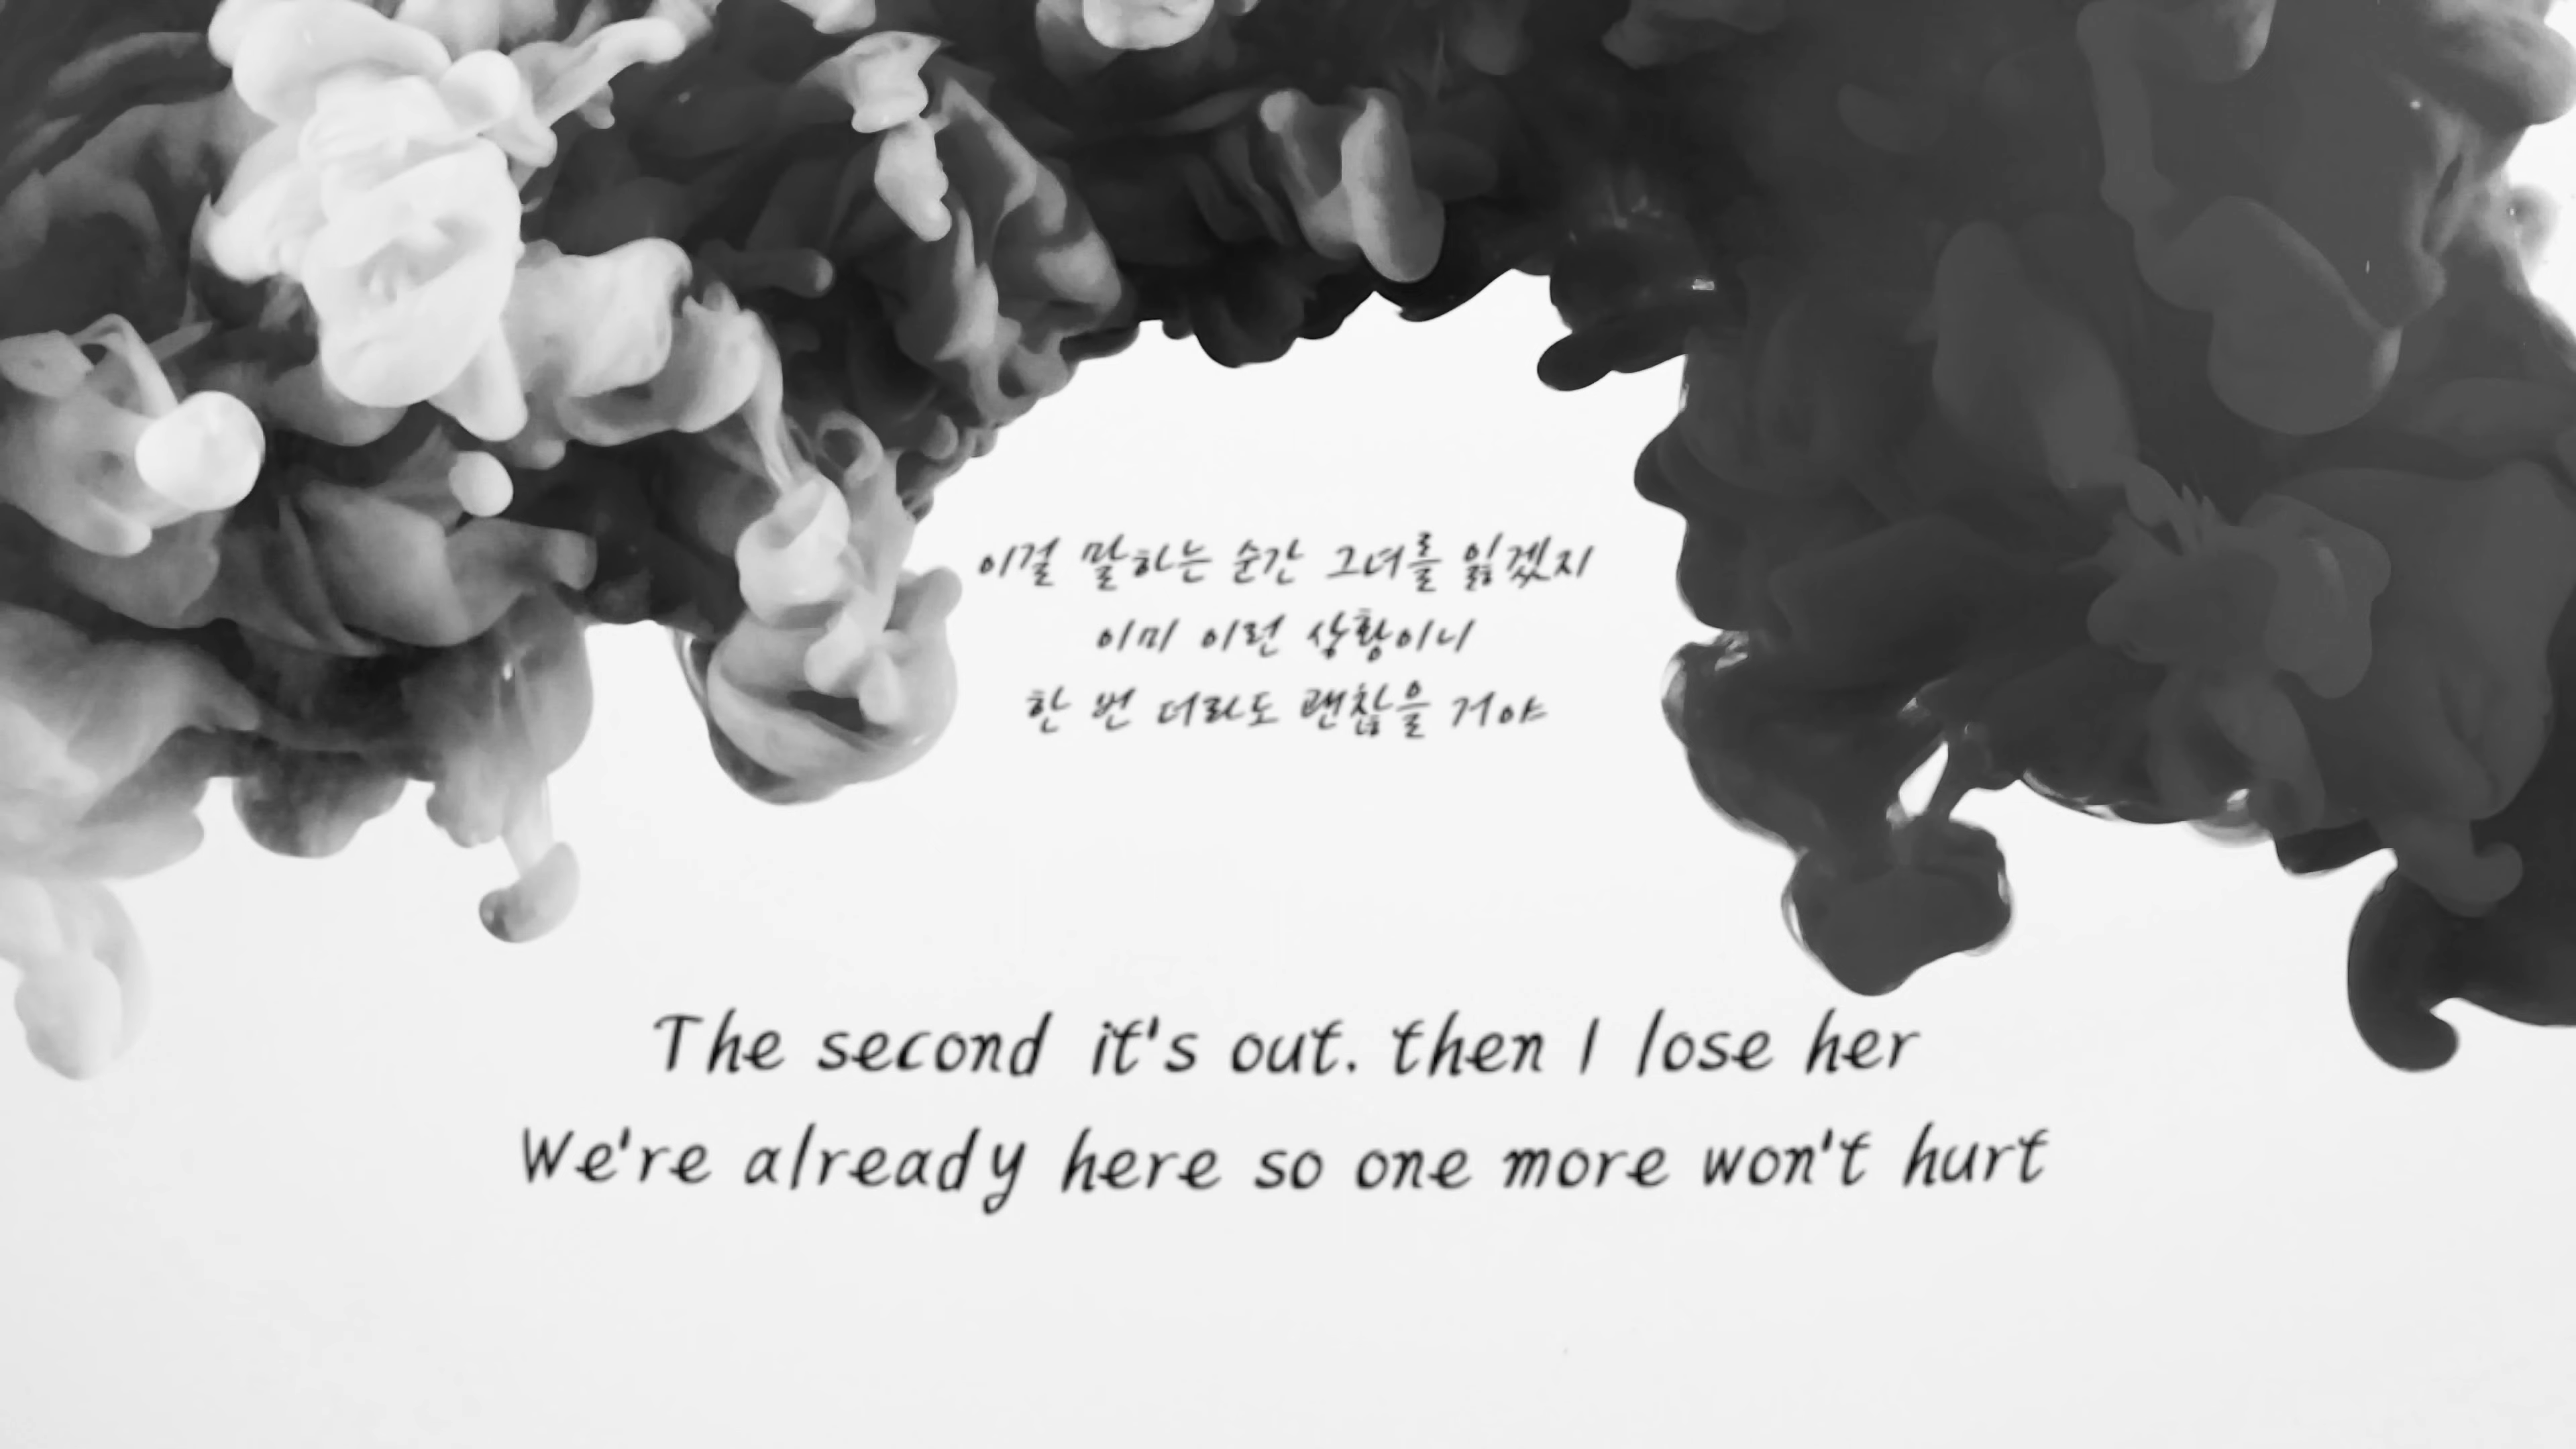 이걸 말하는 순간 그녀를 잃겠지
이미 이런 상황이니
한 번 더라도 괜찮을 거야
The second it's out. then I lose her
We're already here so one more won't hurt